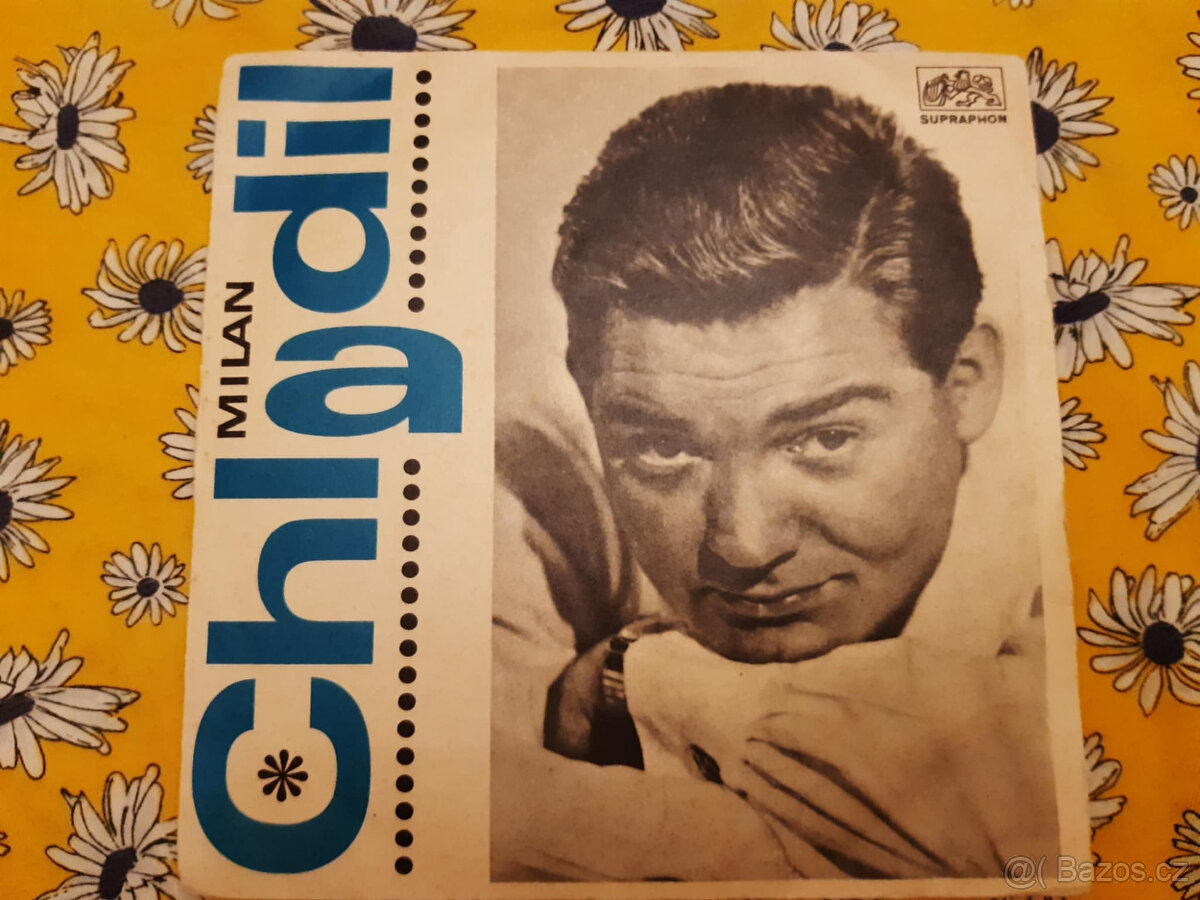 MILAN
Chladil
SUPRAPHON
@( Bazos.cz